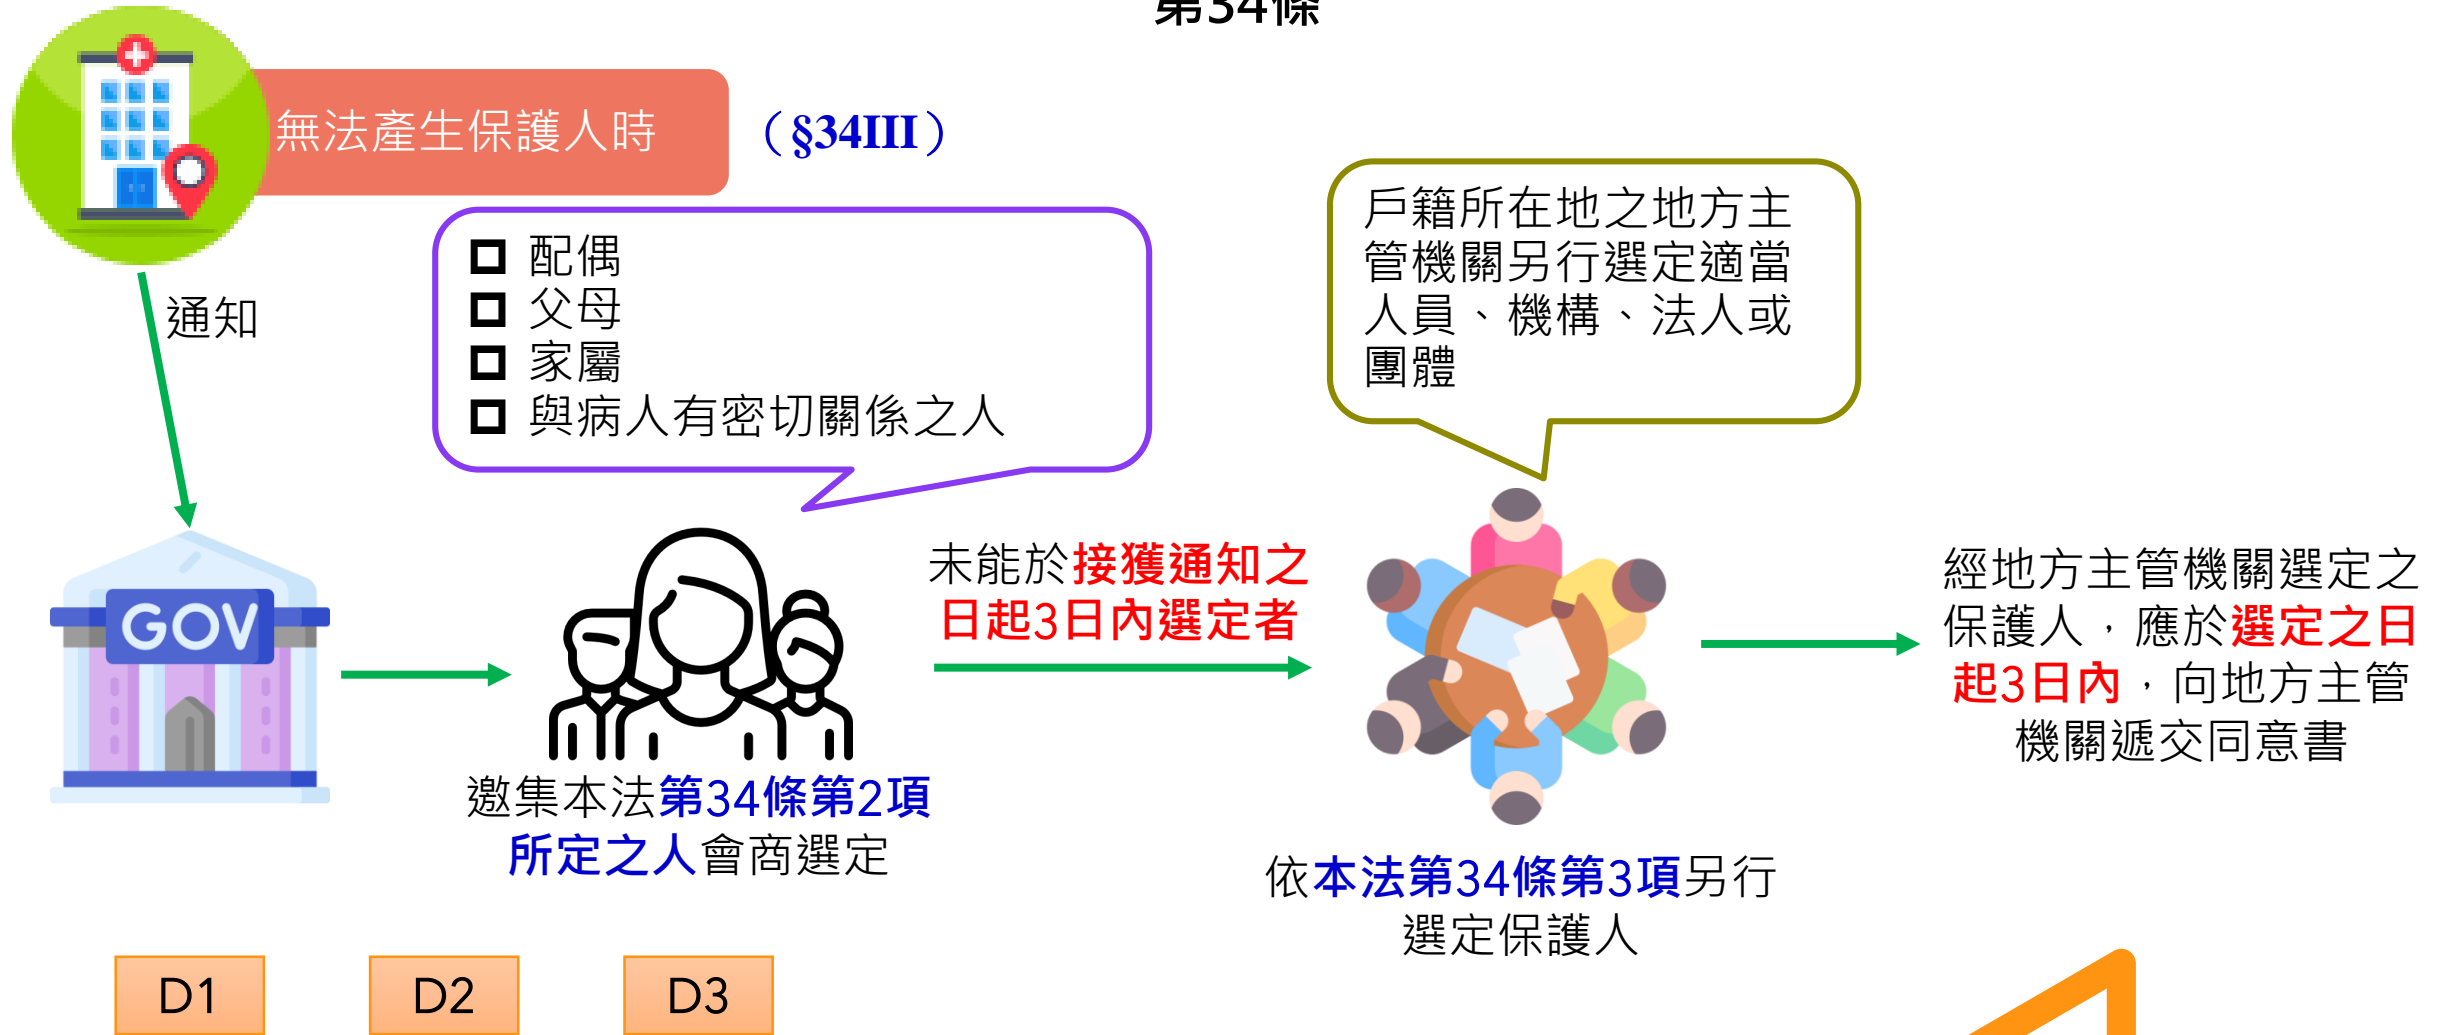 第34條
無法產生保護人時
（§34III）
通知
配偶
父母
家屬
與病人有密切關係之人
戶籍所在地之地方主
管機關另行選定適當
人員、機構、法人或
團體
GOV
邀集本法第34條第2項
所定之人會商選定
未能於接獲通知之
日起3日內選定者
依本法第34條第3項另行
選定保護人
經地方主管機關選定之
保護人，應於選定之日
起3日內，向地方主管
機關遞交同意書
D1
D2
D3